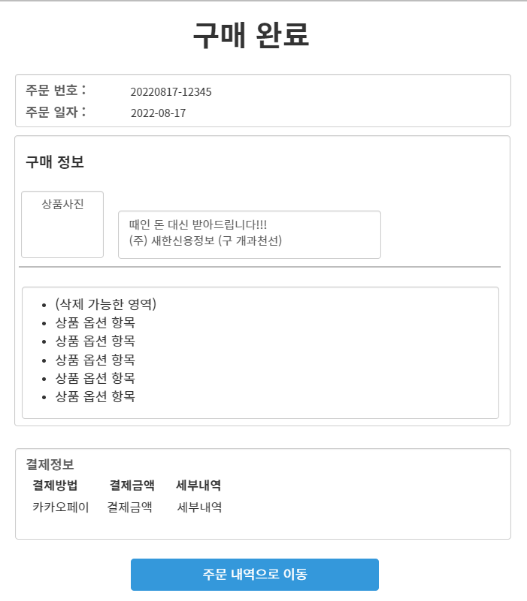 구매 완료
주문 번호 : 20220817-12345
주문 일자 : 2022-08-17
구매 정보
상품사진
때인 돈 대신 받아드립니다!!!
(주) 새한신용정보 (구 개과천선)
• (삭제 가능한 영역)
• 상품 옵션 항목
• 상품 옵션 항목
• 상품 옵션 항목
• 상품 옵션 항목
• 상품 옵션 항목
결제정보
결제방법 결제금액 세부내역
카카오페이 결제금액 세부내역
주문 내역으로 이동